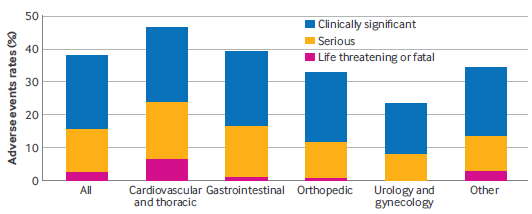 Adverse events rates (%)
50
40
30
20
10
0
Clinically significant
Serious
Life threatening or fatal
All
Cardiovascular
and thoracic
Gastrointestinal
Orthopedic
Urology and
gynecology
Other